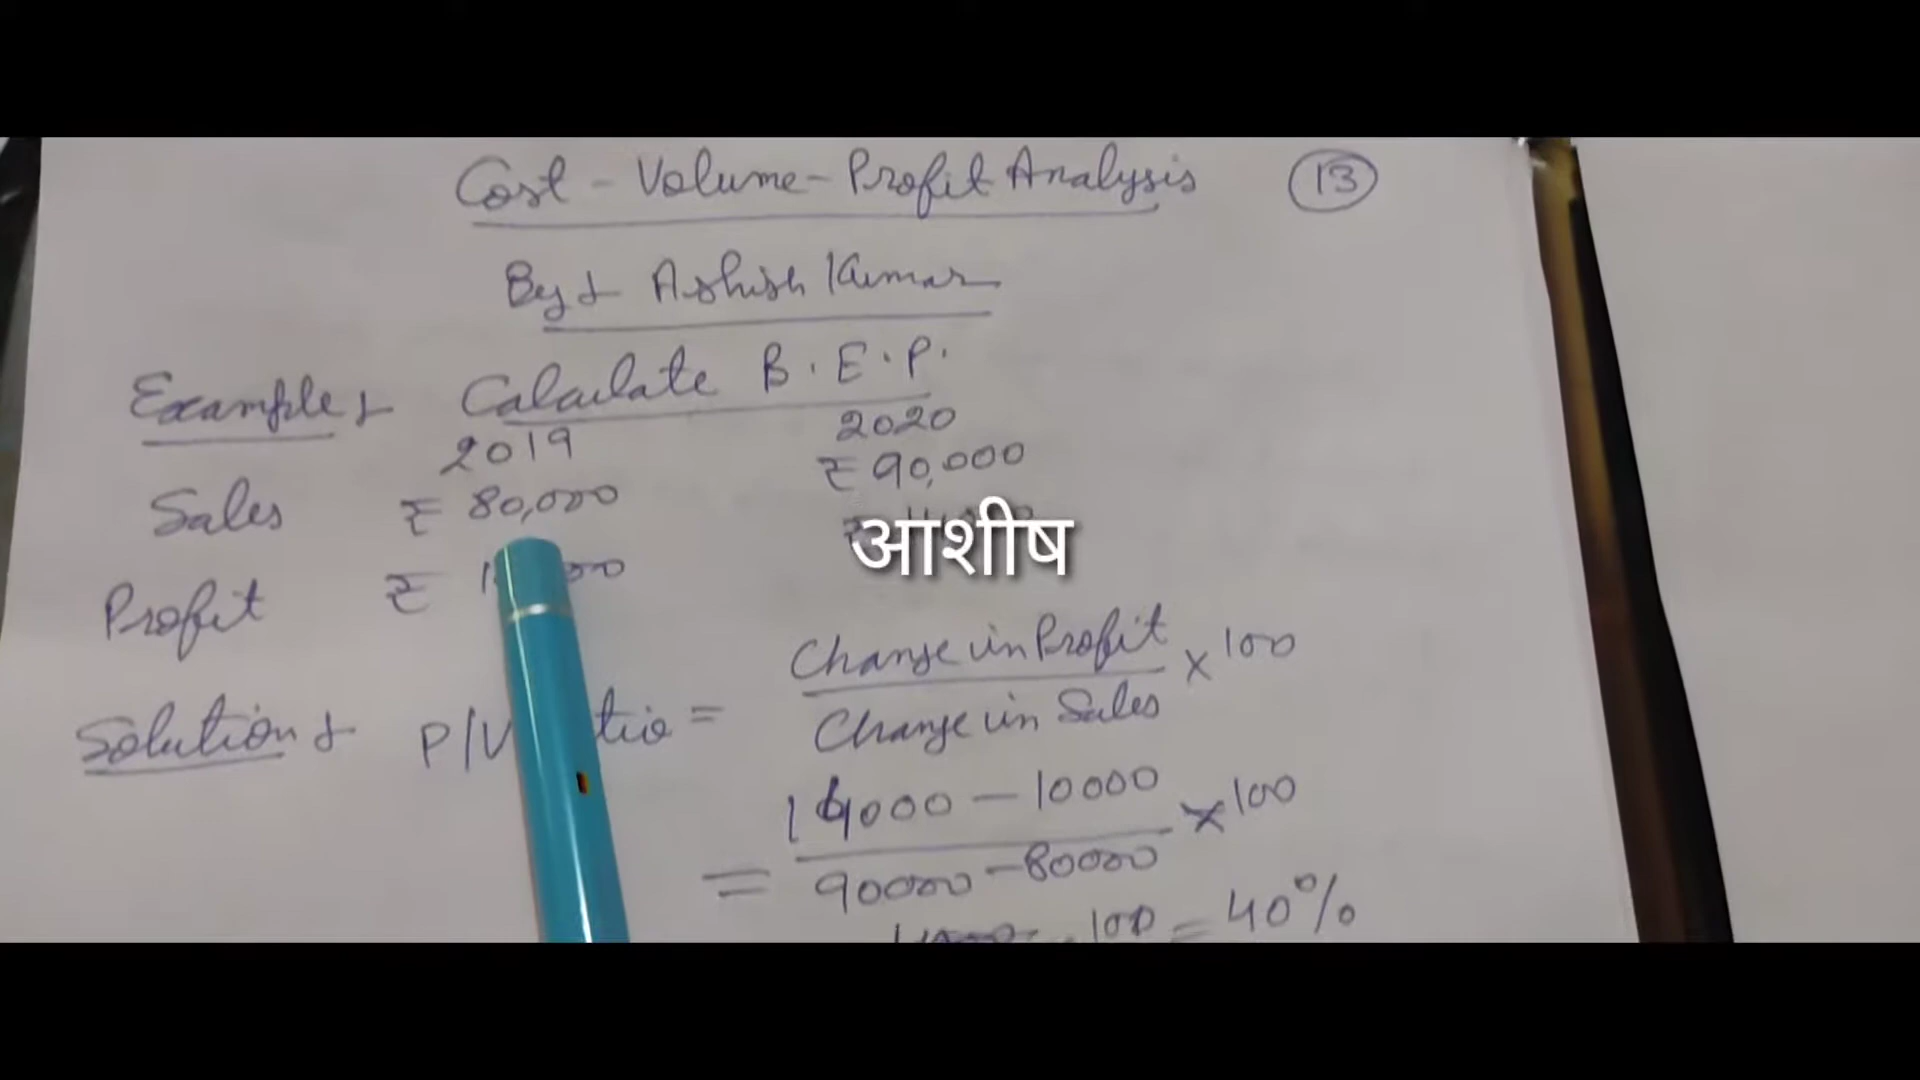 Cost - Volume - Profit Analysis
13
By:- Ashish Kumar
Example:- Calculate B.E.P.
2019 2020
Sales ₹ 80,000 ₹ 90,000
आशीष
Profit ₹
Change in Profit × 100
Solution:- P/V =
Change in Sales
14000 - 10000 × 100
=
90000 - 80000
100 = 40%